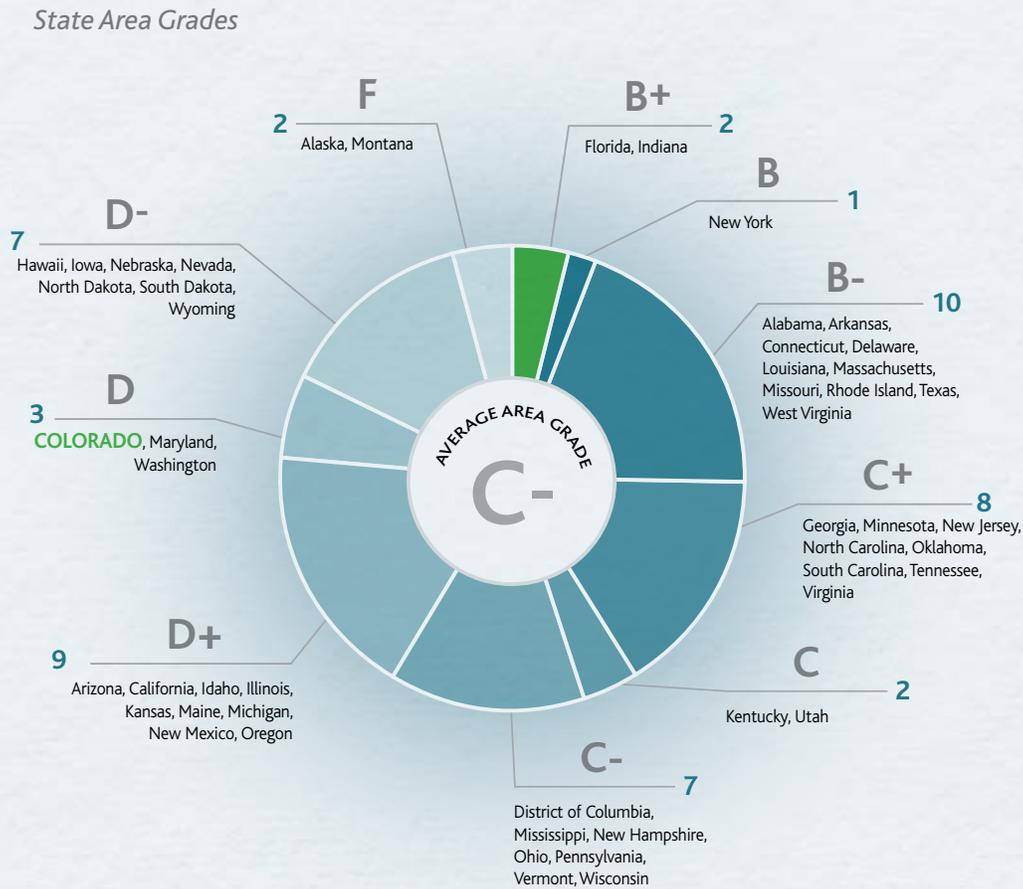 State Area Grades
F
2
Alaska, Montana
B+
2
Florida, Indiana
B
1
New York
B-
10
Alabama, Arkansas,
Connecticut, Delaware,
Louisiana, Massachusetts,
Missouri, Rhode Island, Texas,
West Virginia
C+
8
Georgia, Minnesota, New Jersey,
North Carolina, Oklahoma,
South Carolina, Tennessee,
Virginia
C
2
Kentucky, Utah
C-
7
District of Columbia,
Mississippi, New Hampshire,
Ohio, Pennsylvania,
Vermont, Wisconsin
D+
9
Arizona, California, Idaho, Illinois,
Kansas, Maine, Michigan,
New Mexico, Oregon
D
3
COLORADO, Maryland,
Washington
D-
7
Hawaii, Iowa, Nebraska, Nevada,
North Dakota, South Dakota,
Wyoming
AVERAGE AREA GRADE
C-